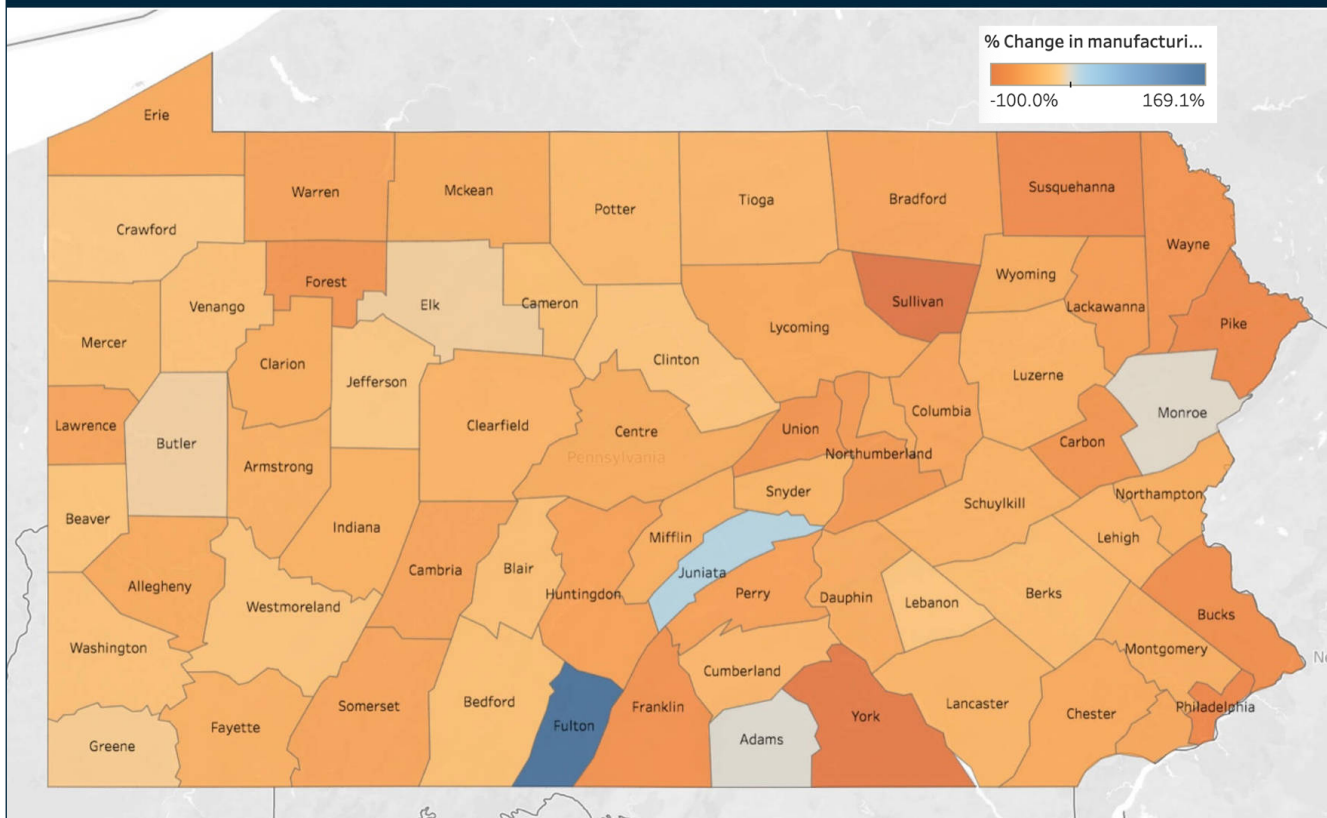 % Change in manufacturi...
-100.0% 169.1%
Erie
Warren
Mckean
Potter
Tioga
Bradford
Susquehanna
Crawford
Wayne
Forest
Venango
Elk
Cameron
Wyoming
Sullivan
Lackawanna
Pike
Mercer
Clarion
Lycoming
Jefferson
Clinton
Luzerne
Monroe
Lawrence
Butler
Clearfield
Centre
Columbia
Union
Carbon
Pennsylvania
Northumberland
Armstrong
Snyder
Northampton
Schuylkill
Beaver
Indiana
Mifflin
Lehigh
Allegheny
Cambria
Blair
Juniata
Huntingdon
Perry
Dauphin
Lebanon
Berks
Westmoreland
Bucks
Washington
Montgomery
Cumberland
Bedford
Somerset
Franklin
Lancaster
Philadelphia
Fayette
Fulton
York
Chester
Greene
Adams